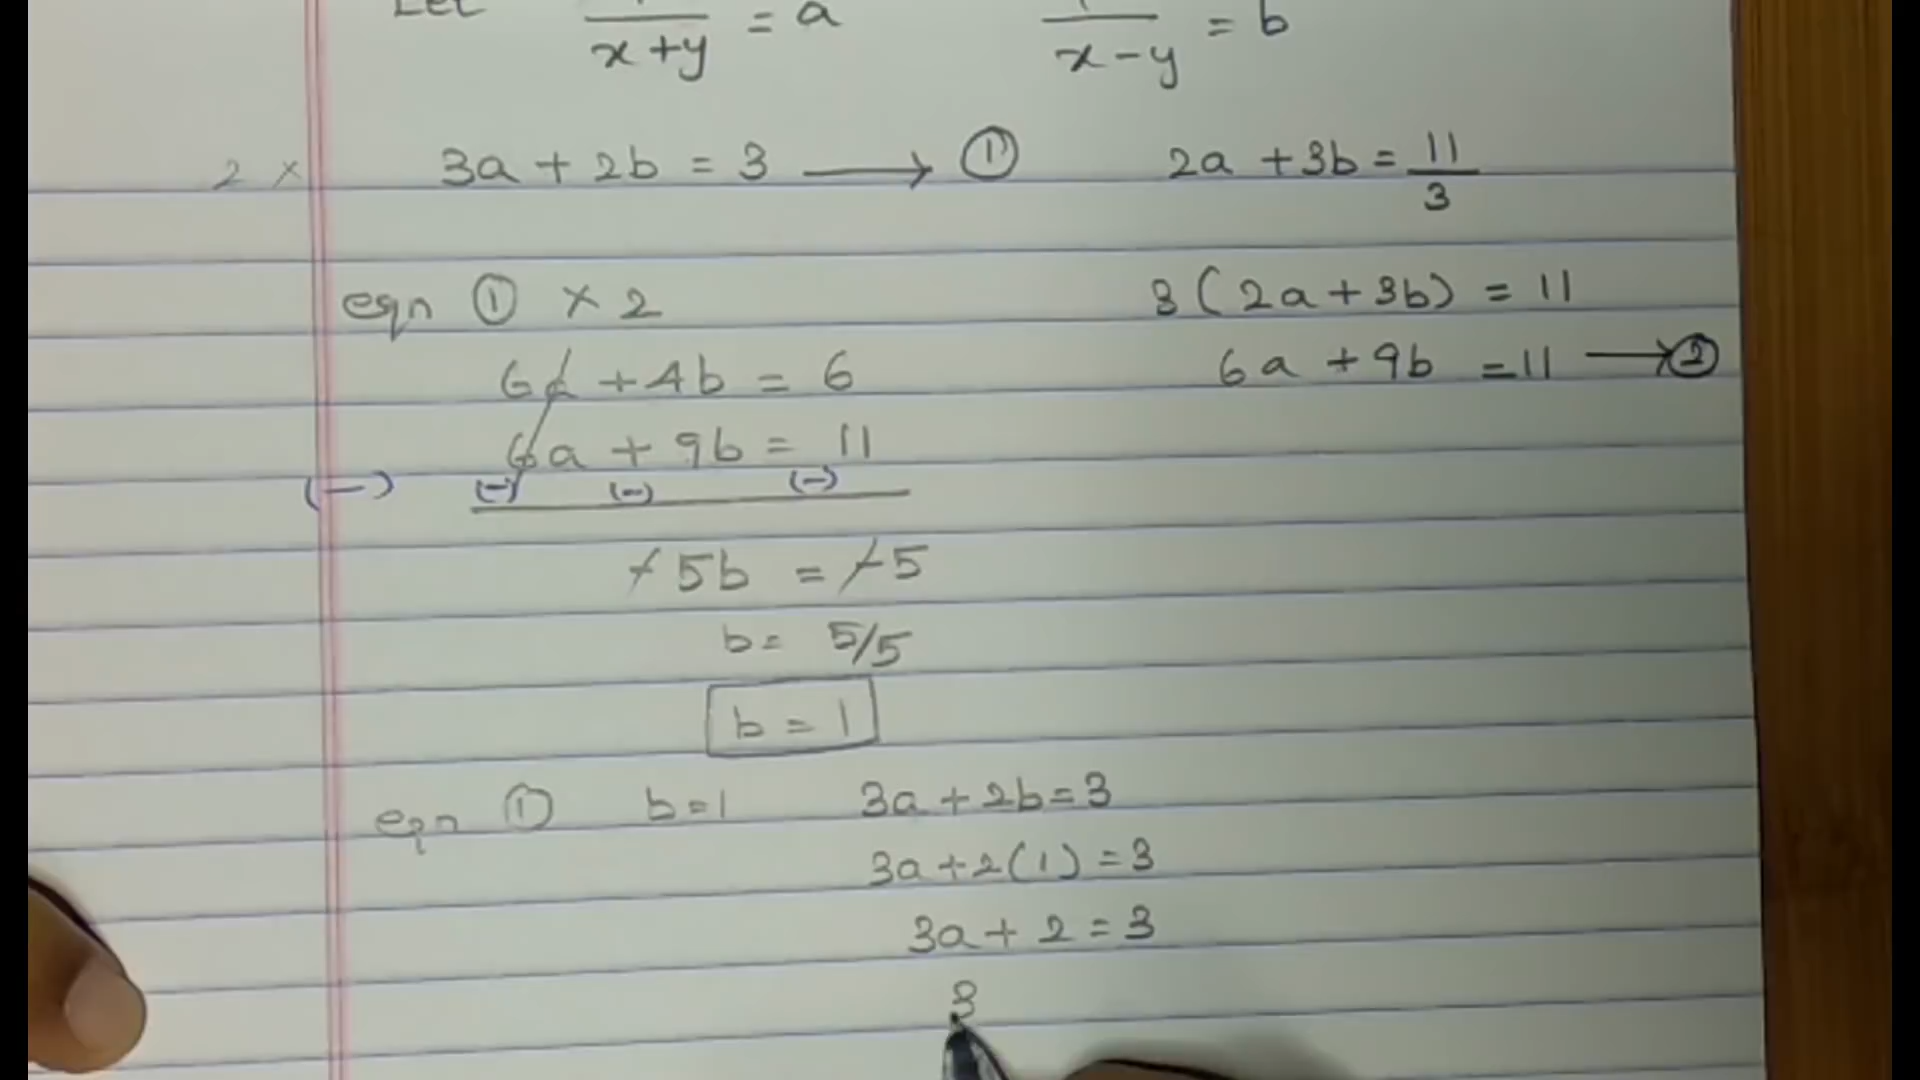 Let 1/(x+y) = a    1/(x-y) = b
2 × 3a + 2b = 3 ⟶ ①    2a + 3b = 11/3
eqn ① × 2    3(2a + 3b) = 11
6a + 4b = 6    6a + 9b = 11 ⟶ ②
6a + 9b = 11
(-) (-) (-) (-)
-5b = -5
b = 5/5
b = 1
eqn ① b=1 3a + 2b = 3
3a + 2(1) = 3
3a + 2 = 3
3